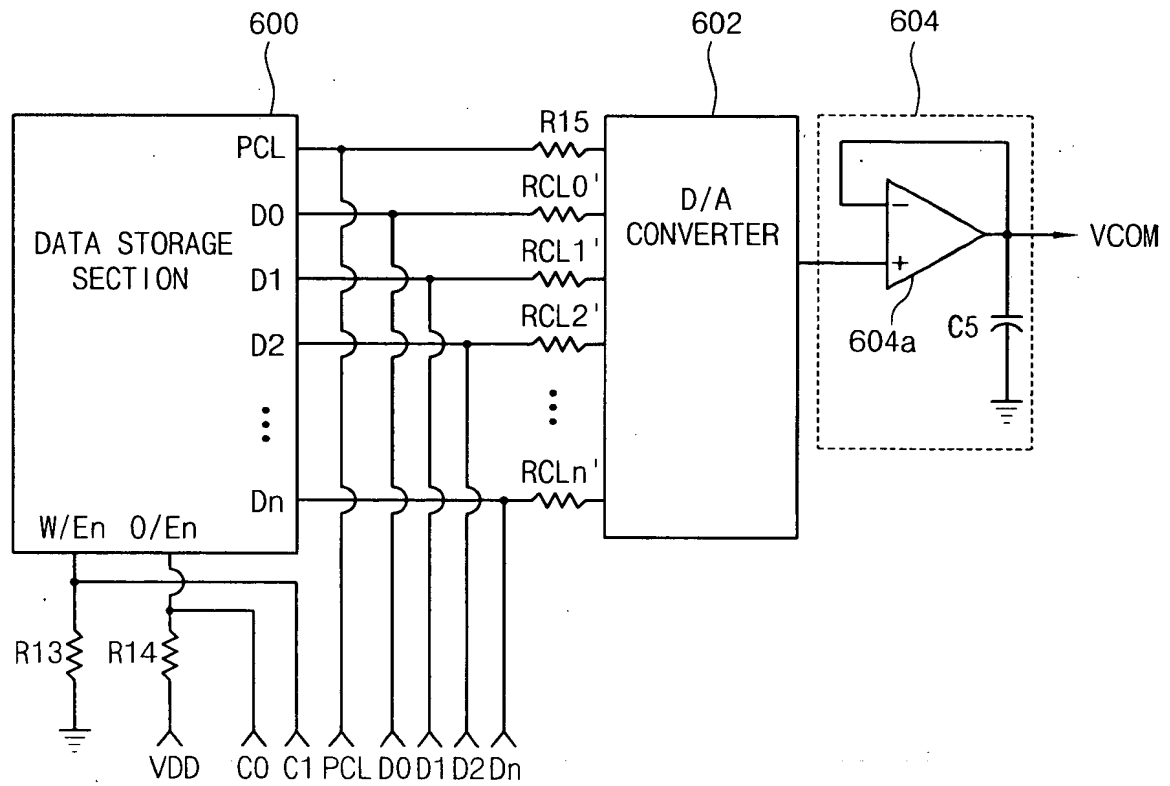 600
602
604
PCL
R15
D0
RCL0'
D/A
CONVERTER
DATA STORAGE
SECTION
D1
RCL1'
−
+
VCOM
D2
RCL2'
604a
C5
Dn
RCLn'
W/En O/En
R13
R14
VDD C0 C1 PCL D0 D1 D2 Dn